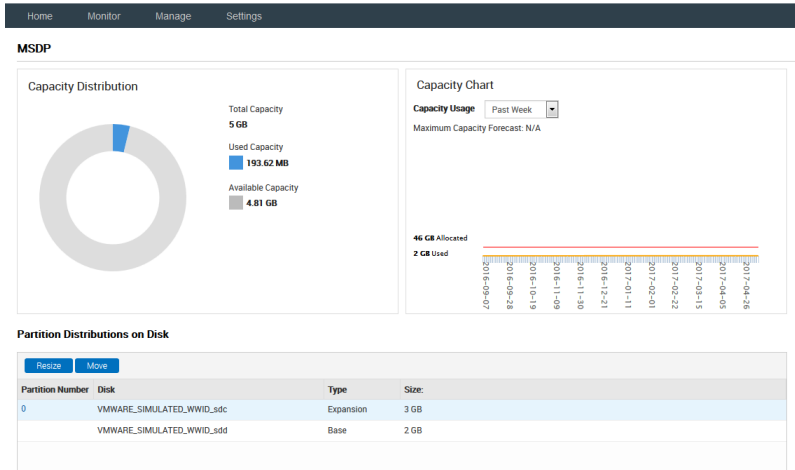 Home Monitor Manage Settings
MSDP
Capacity Distribution
Total Capacity
5 GB
Used Capacity
193.62 MB
Available Capacity
4.81 GB
Capacity Chart
Capacity Usage Past Week
Maximum Capacity Forecast: N/A
46 GB Allocated
2 GB Used
2016-09-07
2016-09-28
2016-10-19
2016-11-09
2016-11-30
2016-12-21
2017-01-11
2017-02-01
2017-02-22
2017-03-15
2017-04-05
2017-04-26
Partition Distributions on Disk
Resize Move
Partition Number Disk Type Size:
0 VMWARE_SIMULATED_WWID_sdc Expansion 3 GB
VMWARE_SIMULATED_WWID_sdd Base 2 GB